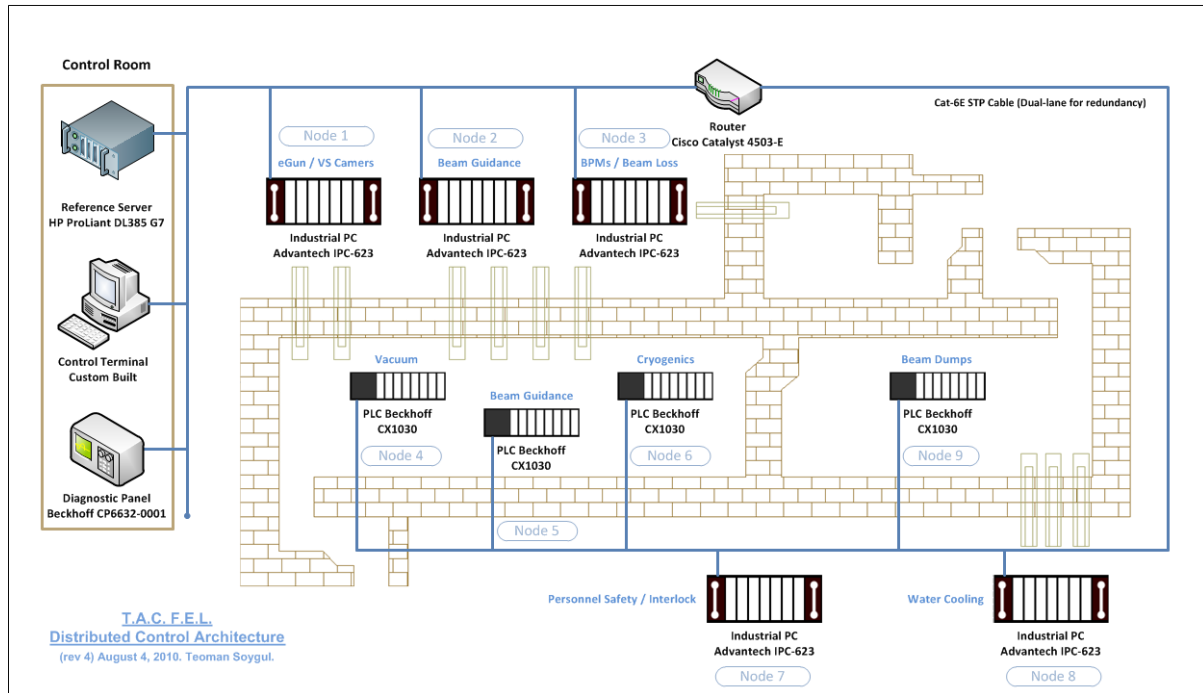 Control Room
Reference Server
HP ProLiant DL385 G7
Control Terminal
Custom Built
Diagnostic Panel
Beckhoff CP6632-0001
Node 1
eGun / VS Camers
Industrial PC
Advantech IPC-623
Node 2
Beam Guidance
Industrial PC
Advantech IPC-623
Node 3
BPMs / Beam Loss
Industrial PC
Advantech IPC-623
Router
Cisco Catalyst 4503-E
Cat-6E STP Cable (Dual-lane for redundancy)
Vacuum
PLC Beckhoff
CX1030
Node 4
Beam Guidance
PLC Beckhoff
CX1030
Node 5
Cryogenics
PLC Beckhoff
CX1030
Node 6
Beam Dumps
PLC Beckhoff
CX1030
Node 9
Personnel Safety / Interlock
Industrial PC
Advantech IPC-623
Node 7
Water Cooling
Industrial PC
Advantech IPC-623
Node 8
T.A.C. F.E.L.
Distributed Control Architecture
(rev 4) August 4, 2010. Teoman Soygul.